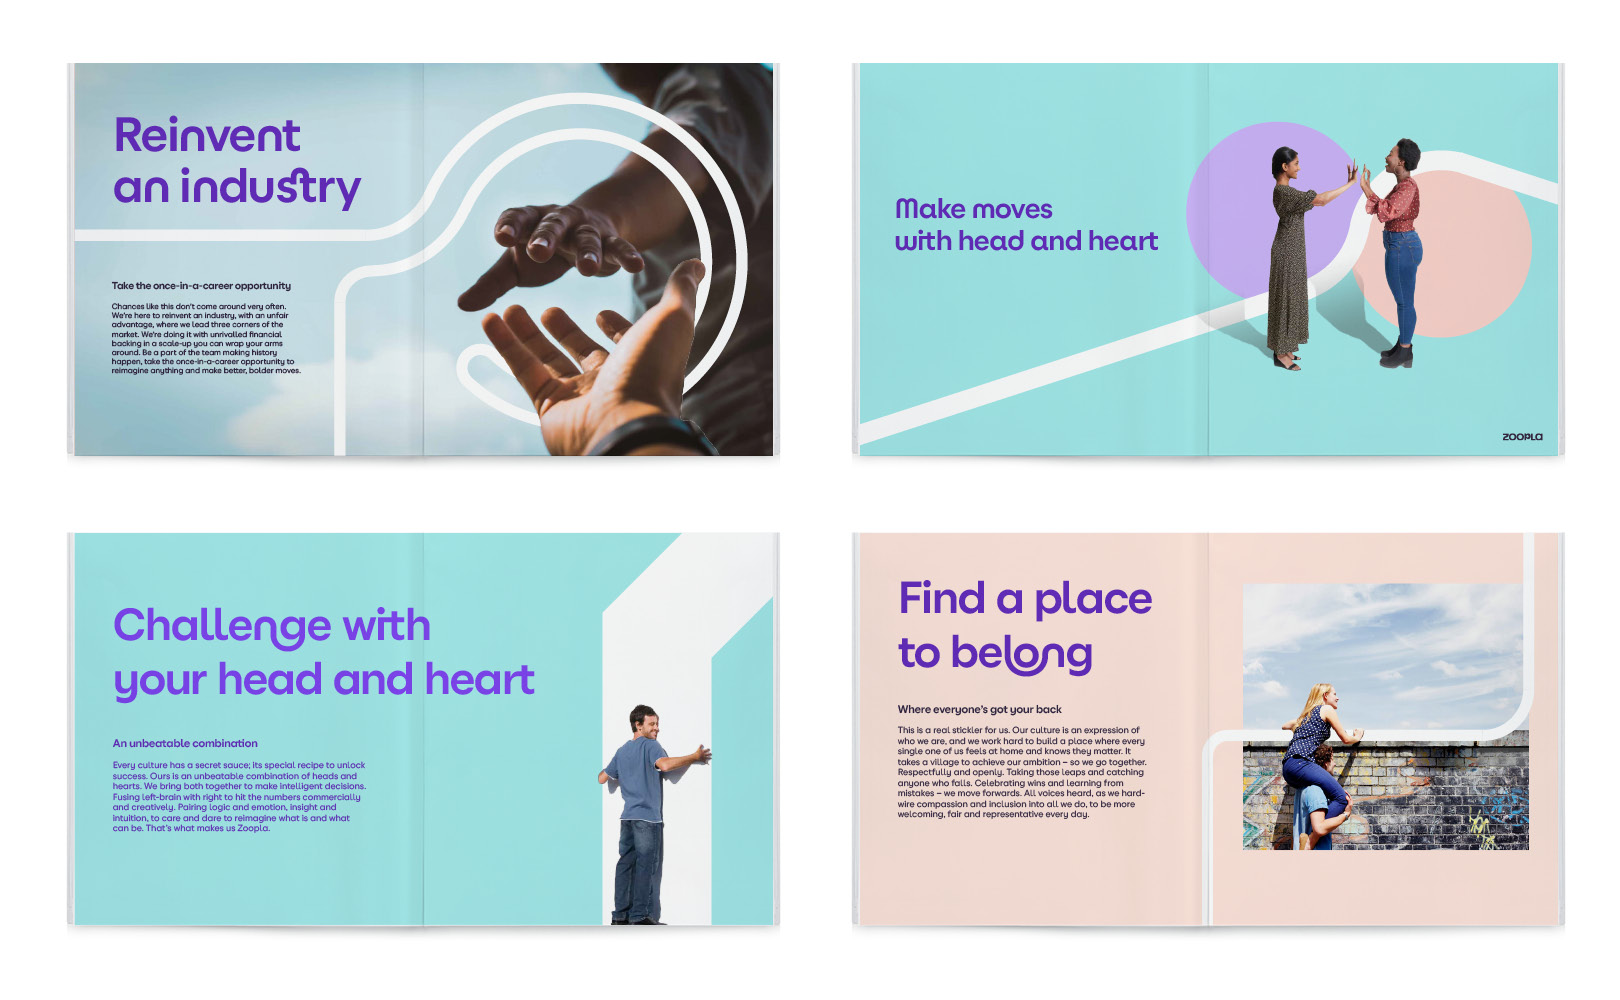 Reinvent
an industry
Take the once-in-a-career opportunity
Chances like this don't come around very often.
We're here to reinvent an industry, with an unfair
advantage, where we lead three corners of the
market. We're doing it with unrivalled financial
backing in a scale-up you can wrap your arms
around. Be a part of the team making history
happen, take the once-in-a-career opportunity to
reimagine anything and make better, bolder moves.
Make moves
with head and heart
ZOOPLA
Challenge with
your head and heart
An unbeatable combination
Every culture has a secret sauce; its special recipe to unlock
success. Ours is an unbeatable combination of heads and
hearts. We bring both together to make intelligent decisions.
Fusing left-brain with right to hit the numbers commercially
and creatively. Pairing logic and emotion, insight and
intuition, to care and dare to reimagine what is and what
can be. That's what makes us Zoopla.
Find a place
to belong
Where everyone's got your back
This is a real stickler for us. Our culture is an expression of
who we are, and we work hard to build a place where every
single one of us feels at home and knows they matter. It
takes a village to achieve our ambition – so we go together.
Respectfully and openly. Taking those leaps and catching
anyone who falls. Celebrating wins and learning from
mistakes – we move forwards. All voices heard, as we hard-
wire compassion and inclusion into all we do, to be more
welcoming, fair and representative every day.